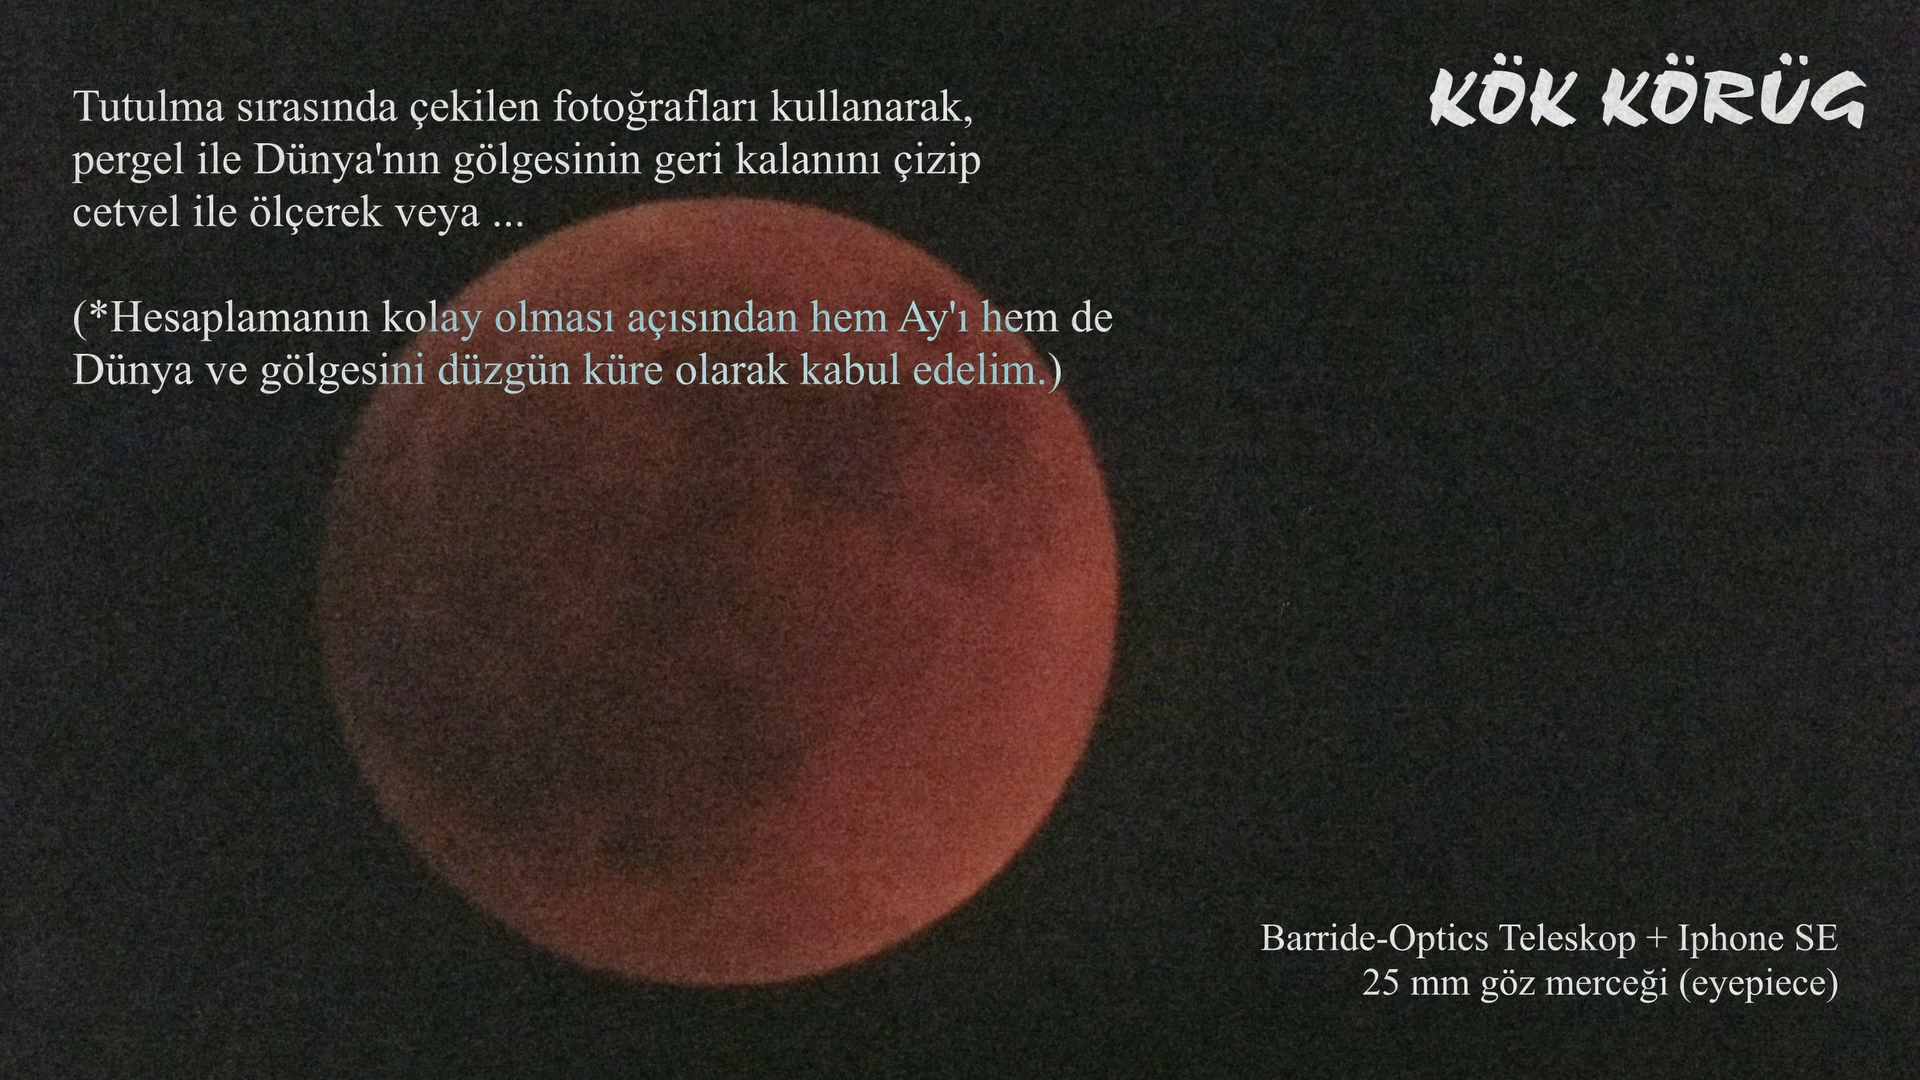 KÖK KÖRÜG
Tutulma sırasında çekilen fotoğrafları kullanarak,
pergel ile Dünya'nın gölgesinin geri kalanını çizip
cetvel ile ölçerek veya ...
(*Hesaplamanın kolay olması açısından hem Ay'ı hem de
Dünya ve gölgesini düzgün küre olarak kabul edelim.)
Barride-Optics Teleskop + Iphone SE
25 mm göz merceği (eyepiece)